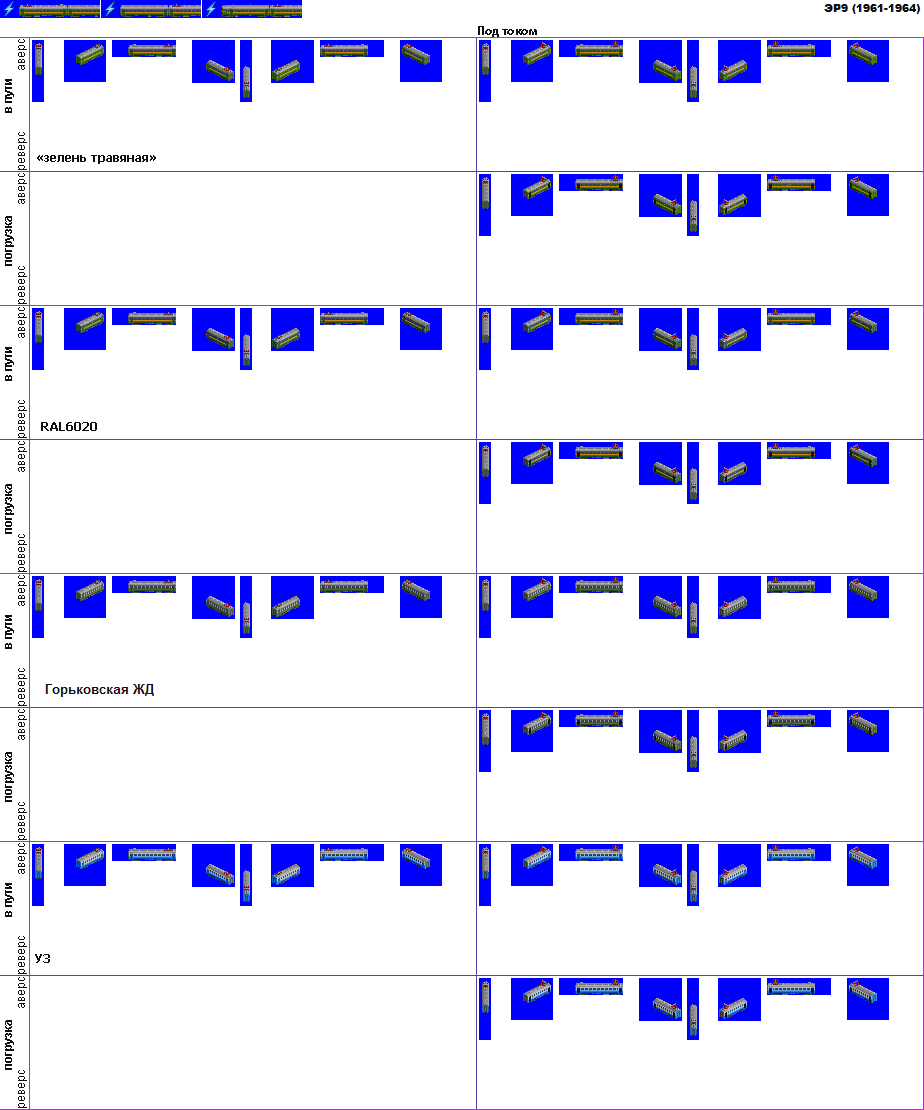 ЭР9 (1961-1964)
Под током
аверс
в пути
реверс
«зелень травяная»
аверс
погрузка
реверс
аверс
в пути
реверс
RAL6020
аверс
погрузка
реверс
аверс
в пути
реверс
Горьковская ЖД
аверс
погрузка
реверс
аверс
в пути
реверс
УЗ
аверс
погрузка
реверс